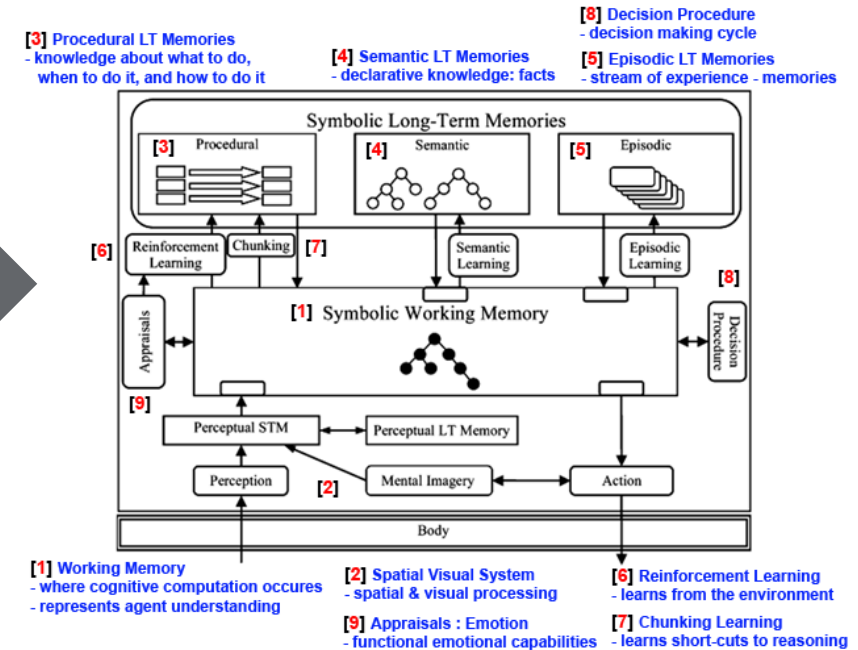 [8] Decision Procedure
- decision making cycle
[3] Procedural LT Memories
- knowledge about what to do,
when to do it, and how to do it
[4] Semantic LT Memories
- declarative knowledge: facts
[5] Episodic LT Memories
- stream of experience - memories
Symbolic Long-Term Memories
[3] Procedural
[4] Semantic
[5] Episodic
[6] Reinforcement
Learning
Chunking
[7]
Semantic
Learning
Episodic
Learning
[8]
Appraisals
[1] Symbolic Working Memory
Decision
Procedure
[9]
Perceptual STM
Perceptual LT Memory
Perception
[2]
Mental Imagery
Action
Body
[1] Working Memory
- where cognitive computation occures
- represents agent understanding
[2] Spatial Visual System
- spatial & visual processing
[9] Appraisals : Emotion
- functional emotional capabilities
[6] Reinforcement Learning
- learns from the environment
[7] Chunking Learning
- learns short-cuts to reasoning